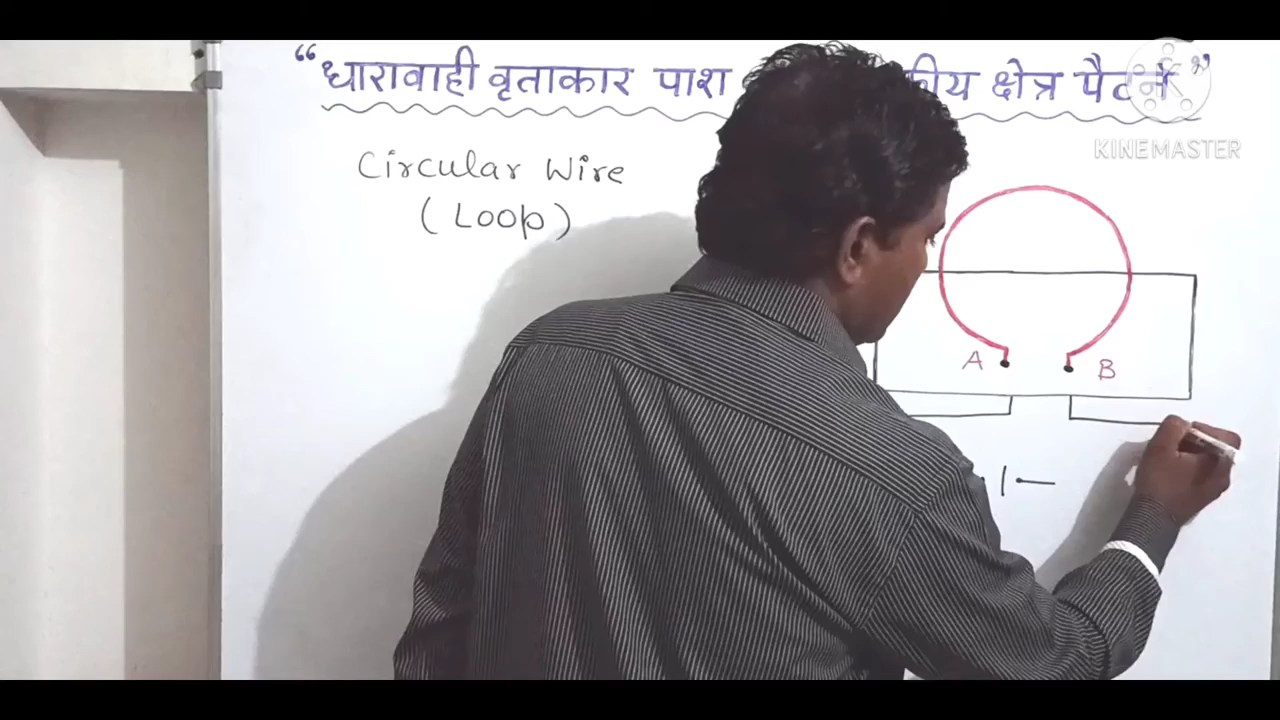 “धारावाही वृताकार पाश कीय क्षेत्र पैटर्न”
KINEMASTER
Circular Wire
(Loop)
A B